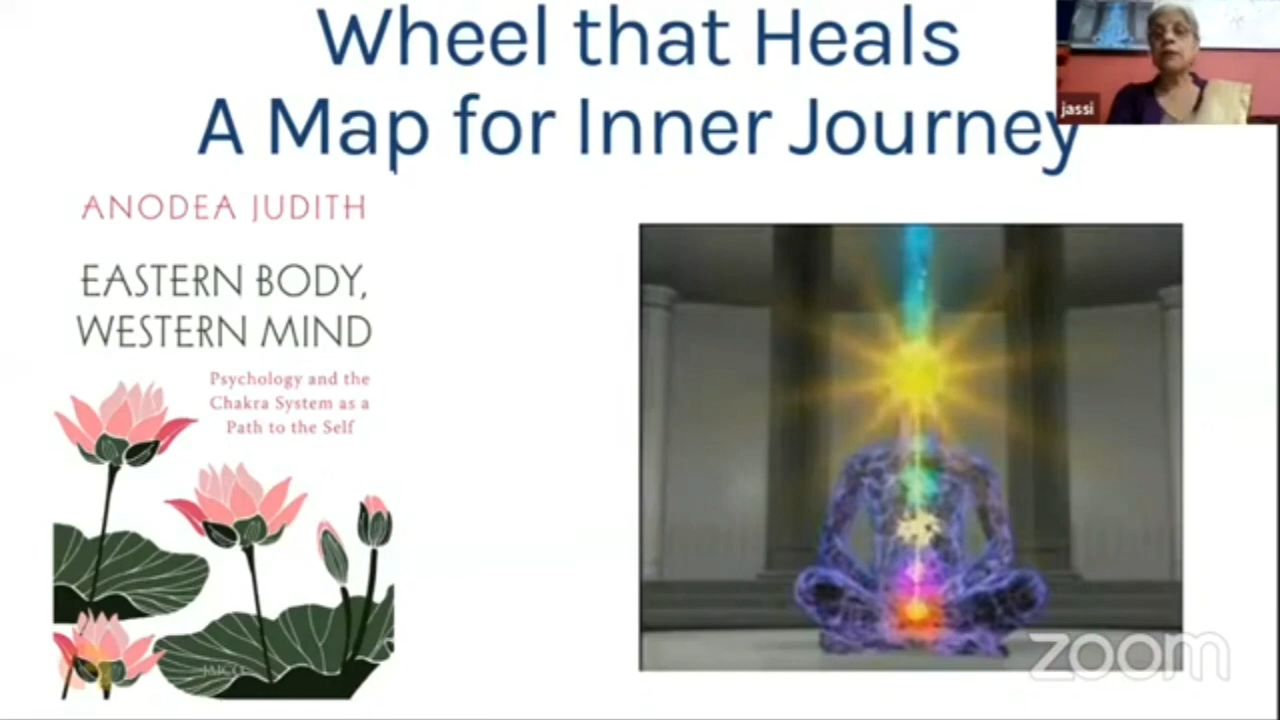 Wheel that Heals
A Map for Inner Journey
jassi
ANODEA JUDITH
EASTERN BODY,
WESTERN MIND
Psychology and the
Chakra System as a
Path to the Self
JAICO
zoom